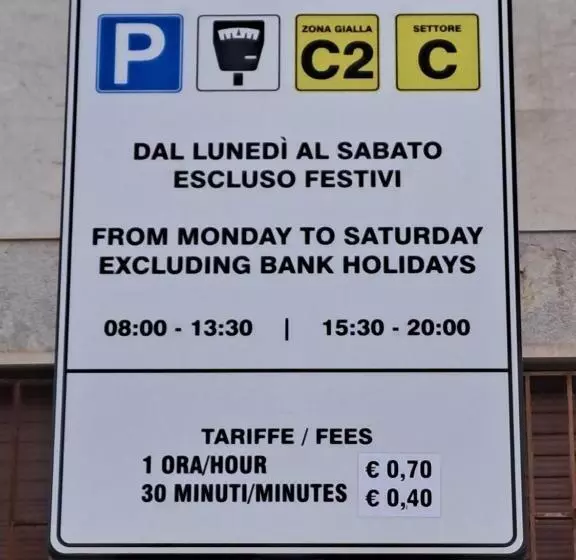 P
ZONA GIALLA
C2
SETTORE
C
DAL LUNEDÌ AL SABATO
ESCLUSO FESTIVI
FROM MONDAY TO SATURDAY
EXCLUDING BANK HOLIDAYS
08:00 - 13:30 | 15:30 - 20:00
TARIFFE / FEES
1 ORA/HOUR € 0,70
30 MINUTI/MINUTES € 0,40